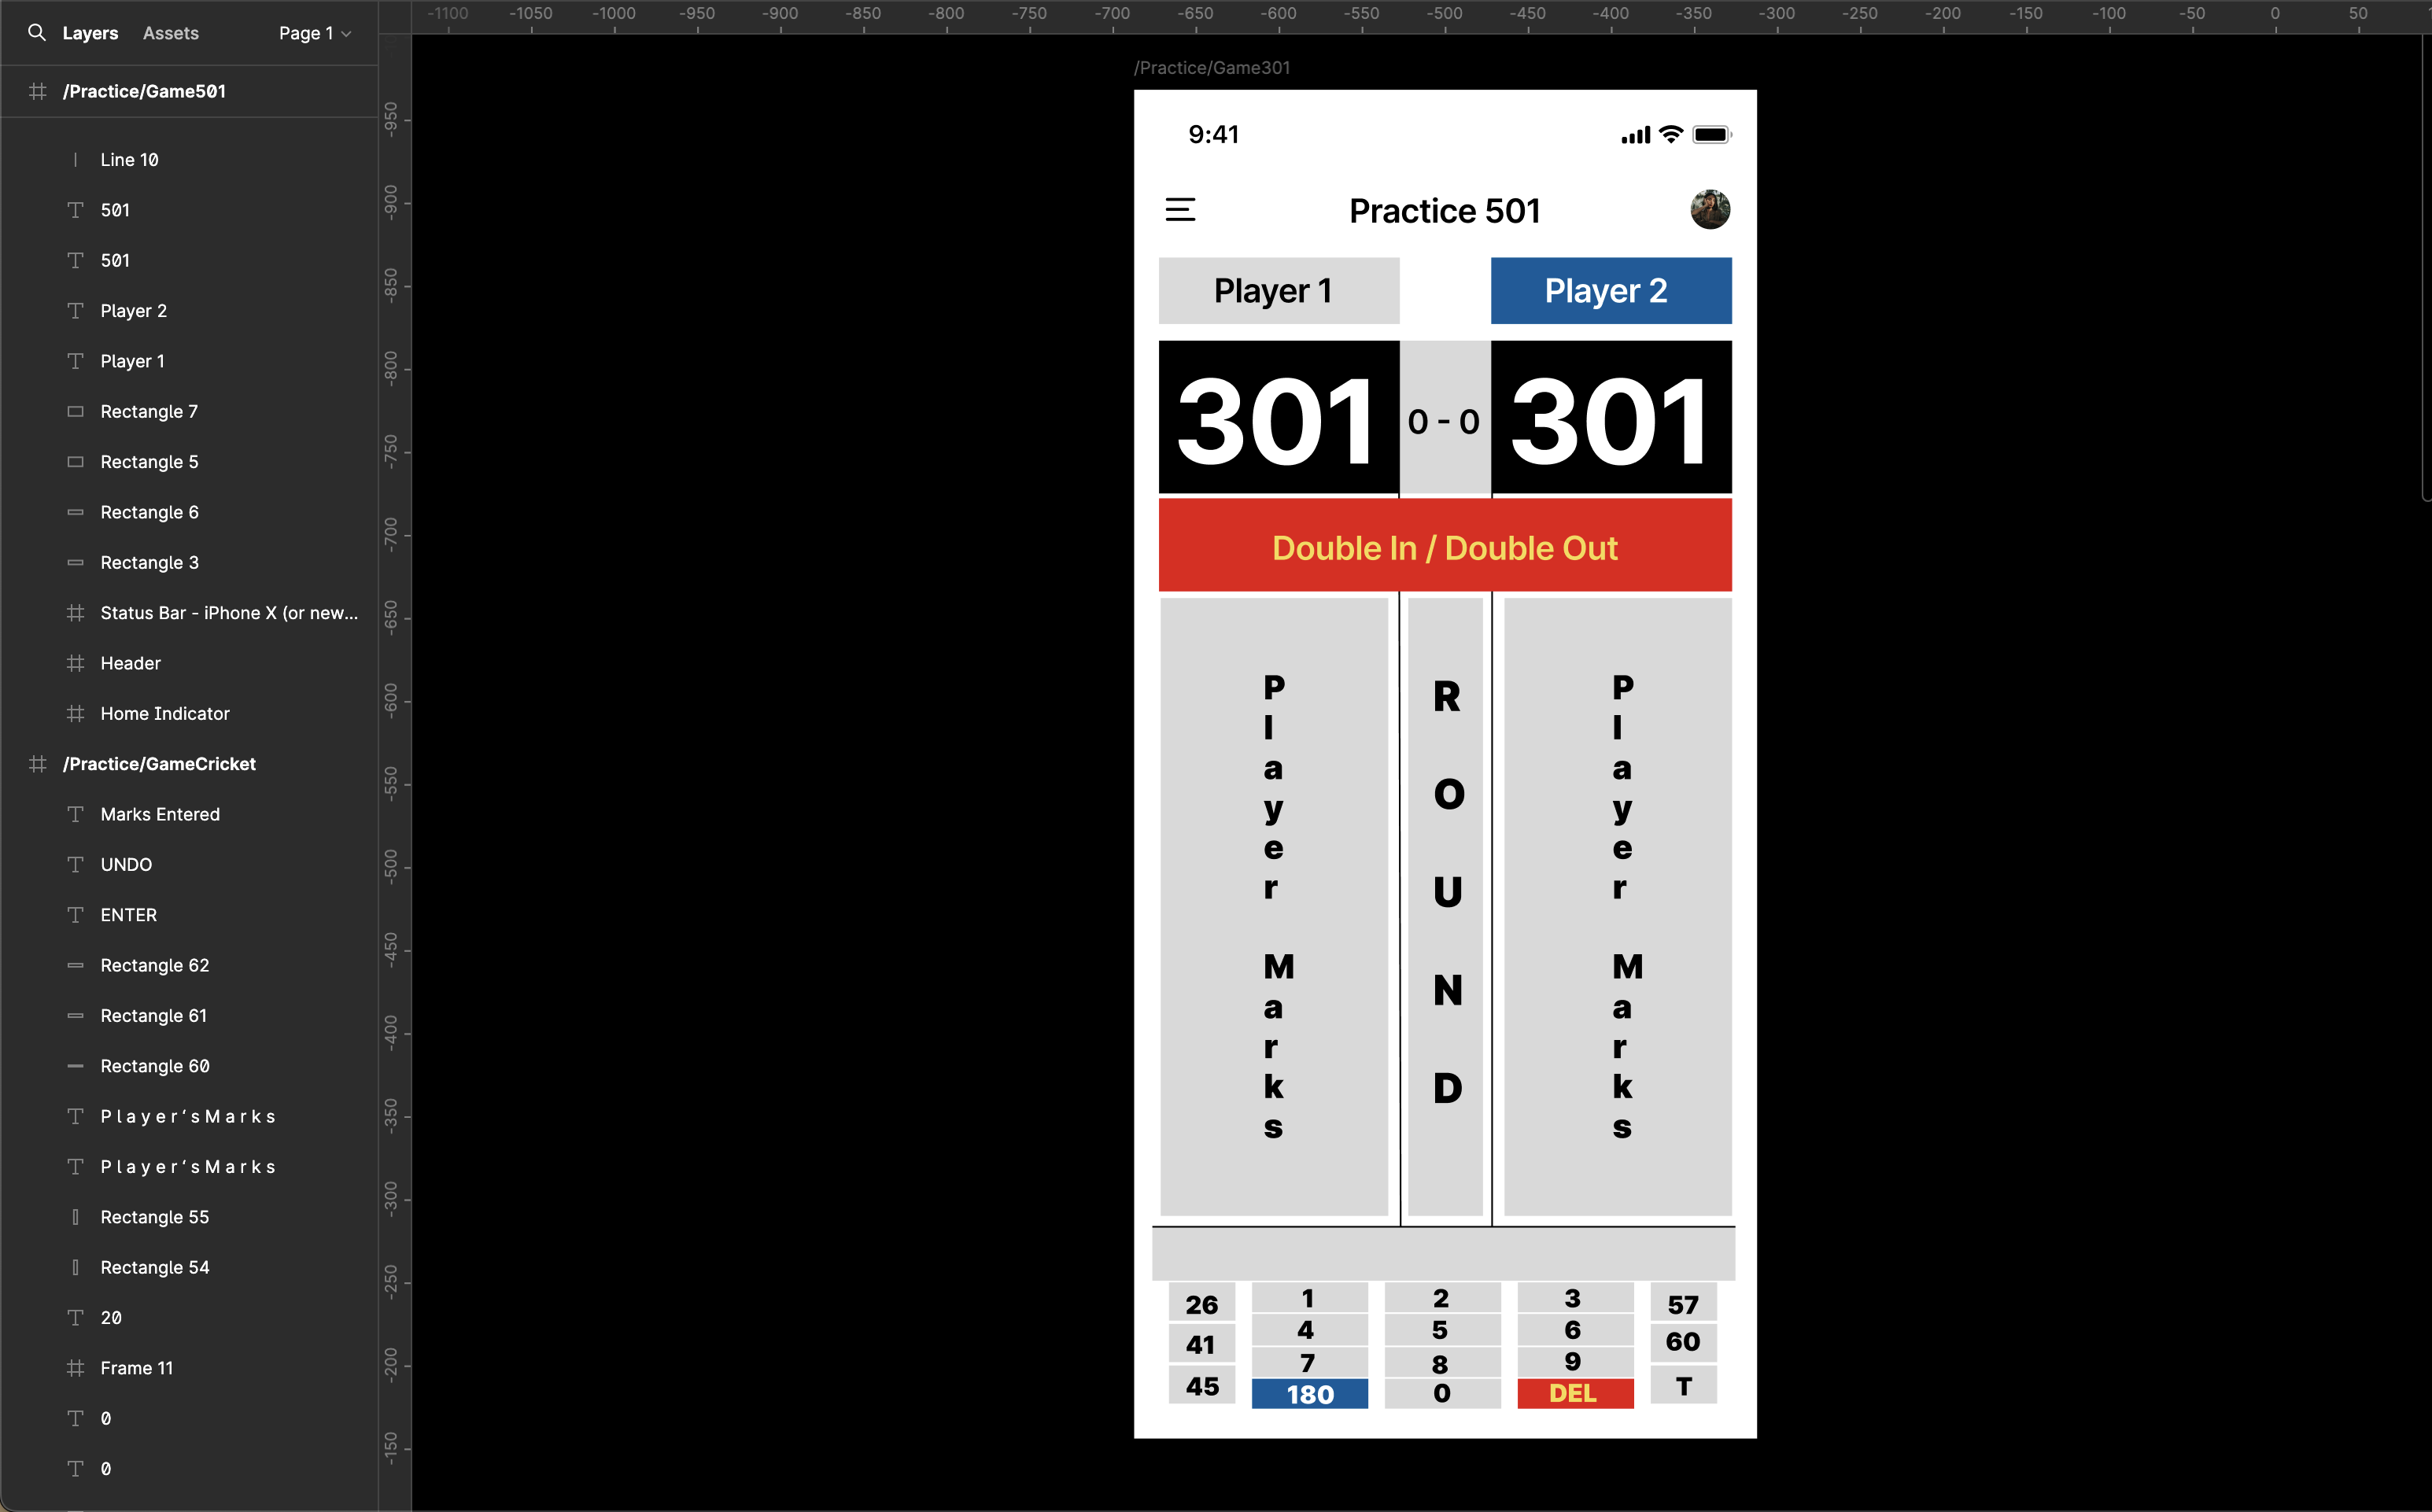 Layers Assets Page 1
/Practice/Game501
Line 10
501
501
Player 2
Player 1
Rectangle 7
Rectangle 5
Rectangle 6
Rectangle 3
Status Bar - iPhone X (or new...
Header
Home Indicator
/Practice/GameCricket
Marks Entered
UNDO
ENTER
Rectangle 62
Rectangle 61
Rectangle 60
P l a y e r ‘ s M a r k s
P l a y e r ‘ s M a r k s
Rectangle 55
Rectangle 54
20
Frame 11
0
0
-1100 -1050 -1000 -950 -900 -850 -800 -750 -700 -650 -600 -550 -500 -450 -400 -350 -300 -250 -200 -150 -100 -50 0 50
-950
-900
-850
-800
-750
-700
-650
-600
-550
-500
-450
-400
-350
-300
-250
-200
-150
/Practice/Game301
9:41
Practice 501
Player 1 Player 2
301 0 - 0 301
Double In / Double Out
P
l
a
y
e
r
M
a
r
k
s
R
O
U
N
D
P
l
a
y
e
r
M
a
r
k
s
26 1 2 3 57
41 4 5 6 60
7 8 9
45 180 0 DEL T